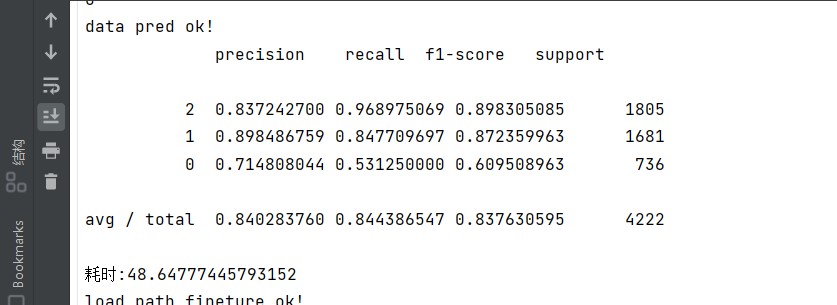 data pred ok!
precision recall f1-score support
2 0.837242700 0.968975069 0.898305085 1805
1 0.898486759 0.847709697 0.872359963 1681
0 0.714808044 0.531250000 0.609508963 736
avg / total 0.840283760 0.844386547 0.837630595 4222
耗时:48.64777445793152
load path fineture ok!
结构
Bookmarks